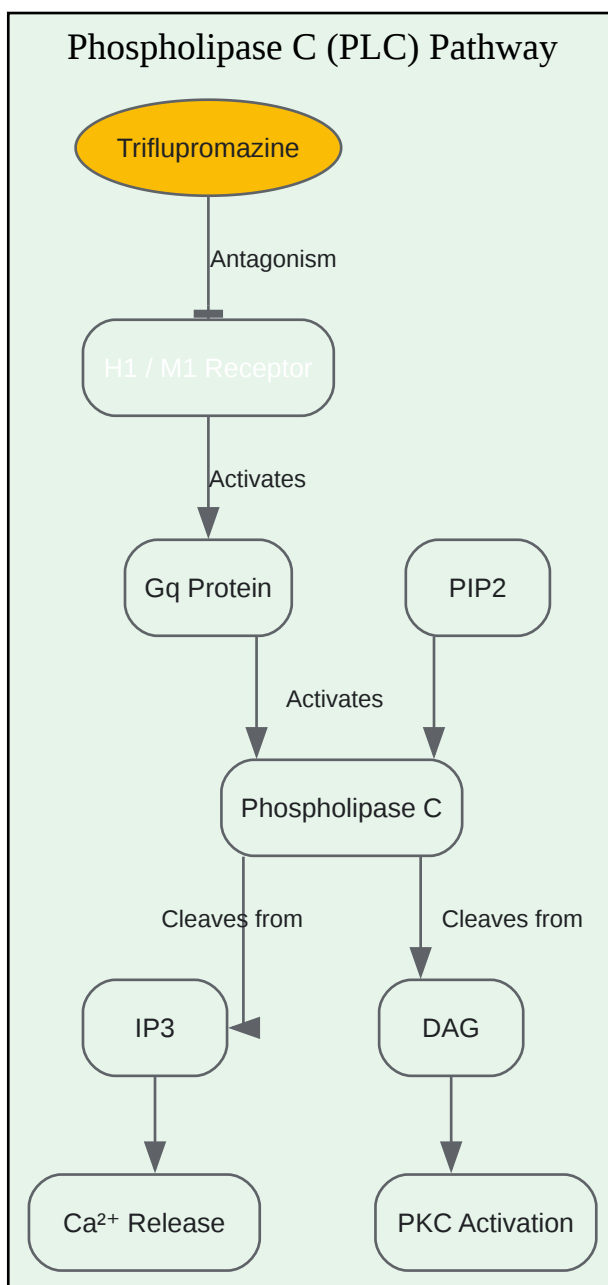 Phospholipase C (PLC) Pathway
Triflupromazine
Antagonism
H1 / M1 Receptor
Activates
Gq Protein
PIP2
Activates
Phospholipase C
Cleaves from
Cleaves from
IP3
DAG
Ca²⁺ Release
PKC Activation